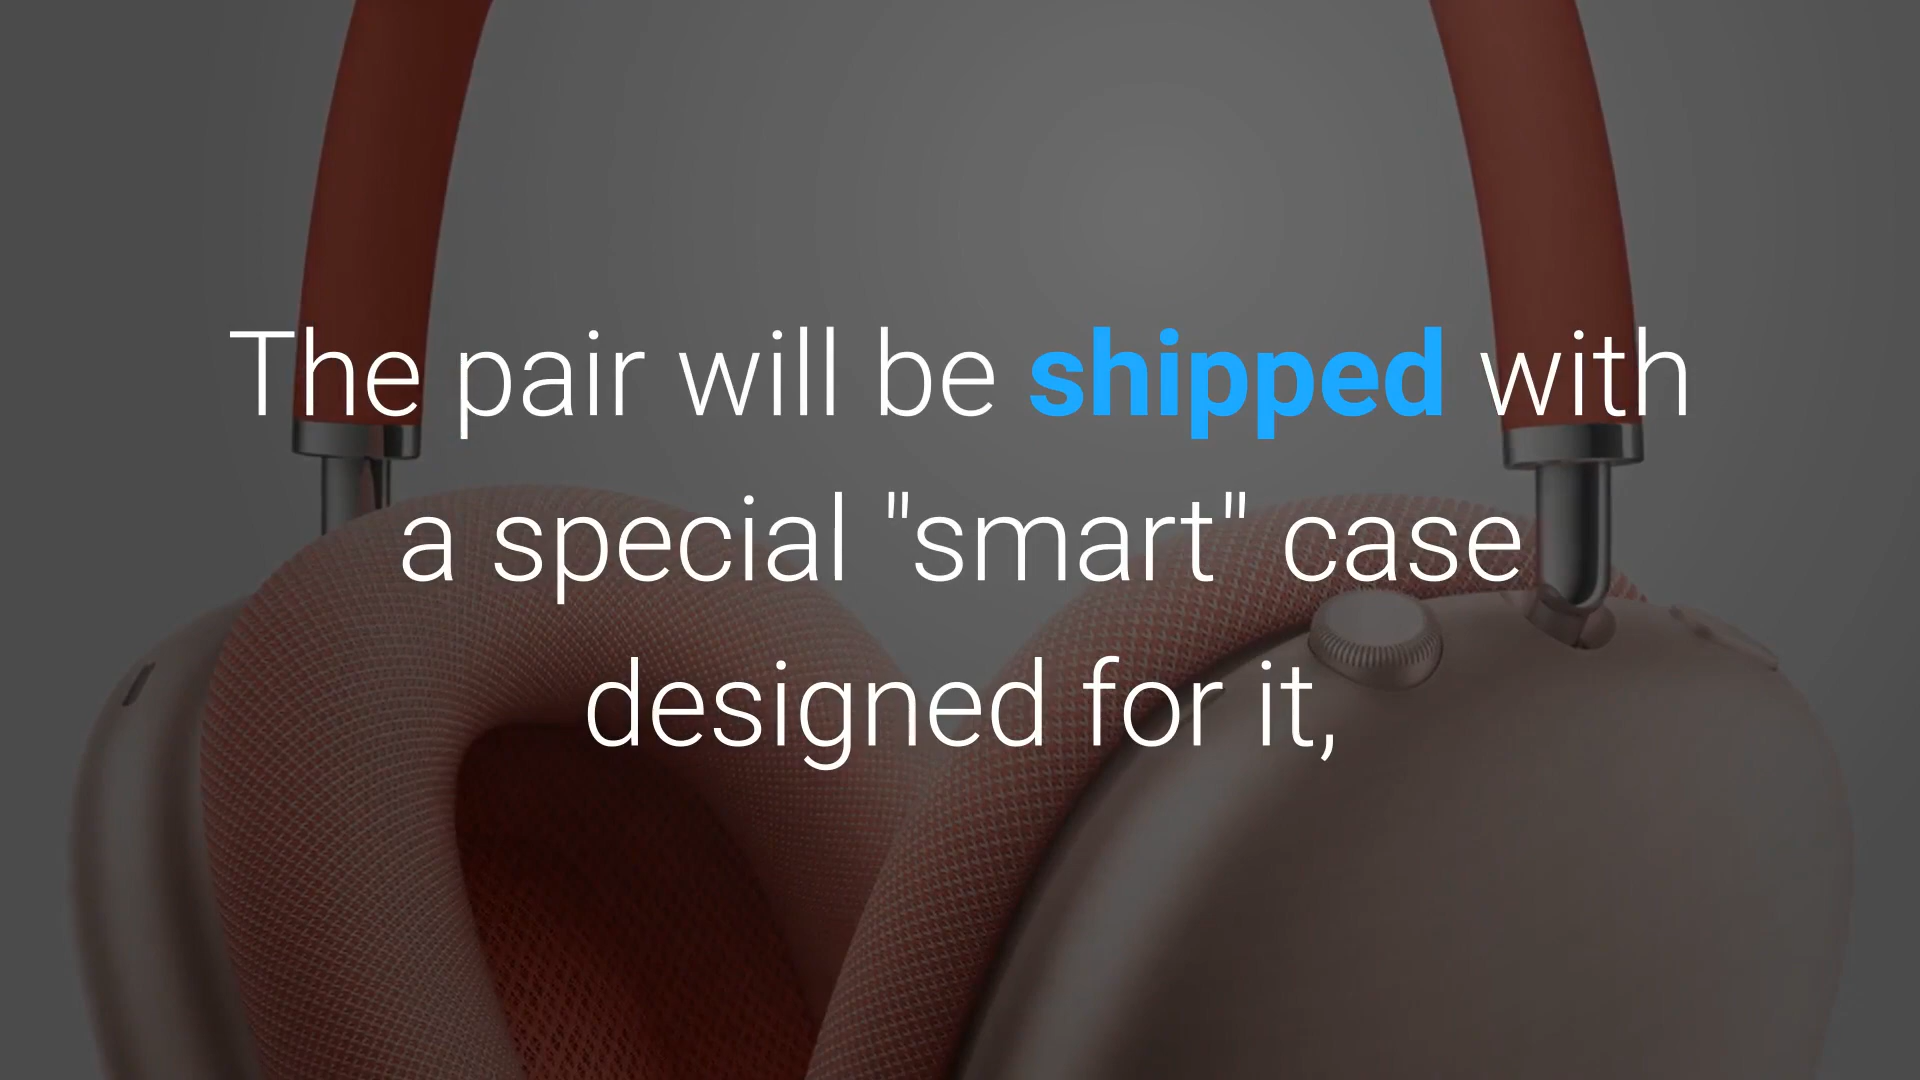 The pair will be shipped with
a special "smart" case
designed for it,